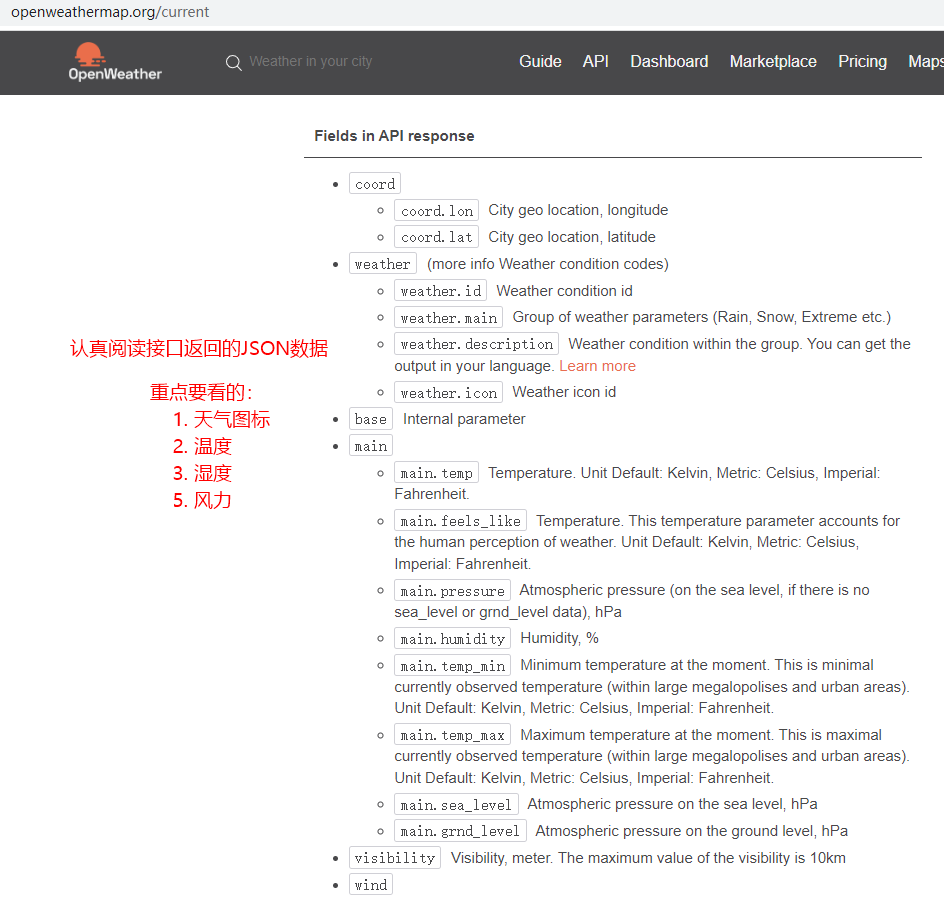 openweathermap.org/current
OpenWeather
Weather in your city
Guide API Dashboard Marketplace Pricing Maps
Fields in API response
coord
coord.lon City geo location, longitude
coord.lat City geo location, latitude
weather (more info Weather condition codes)
weather.id Weather condition id
weather.main Group of weather parameters (Rain, Snow, Extreme etc.)
weather.description Weather condition within the group. You can get the
output in your language. Learn more
weather.icon Weather icon id
base Internal parameter
main
main.temp Temperature. Unit Default: Kelvin, Metric: Celsius, Imperial:
Fahrenheit.
main.feels_like Temperature. This temperature parameter accounts for
the human perception of weather. Unit Default: Kelvin, Metric: Celsius,
Imperial: Fahrenheit.
main.pressure Atmospheric pressure (on the sea level, if there is no
sea_level or grnd_level data), hPa
main.humidity Humidity, %
main.temp_min Minimum temperature at the moment. This is minimal
currently observed temperature (within large megalopolises and urban areas).
Unit Default: Kelvin, Metric: Celsius, Imperial: Fahrenheit.
main.temp_max Maximum temperature at the moment. This is maximal
currently observed temperature (within large megalopolises and urban areas).
Unit Default: Kelvin, Metric: Celsius, Imperial: Fahrenheit.
main.sea_level Atmospheric pressure on the sea level, hPa
main.grnd_level Atmospheric pressure on the ground level, hPa
visibility Visibility, meter. The maximum value of the visibility is 10km
wind
认真阅读接口返回的JSON数据
重点要看的：
1. 天气图标
2. 温度
3. 湿度
5. 风力